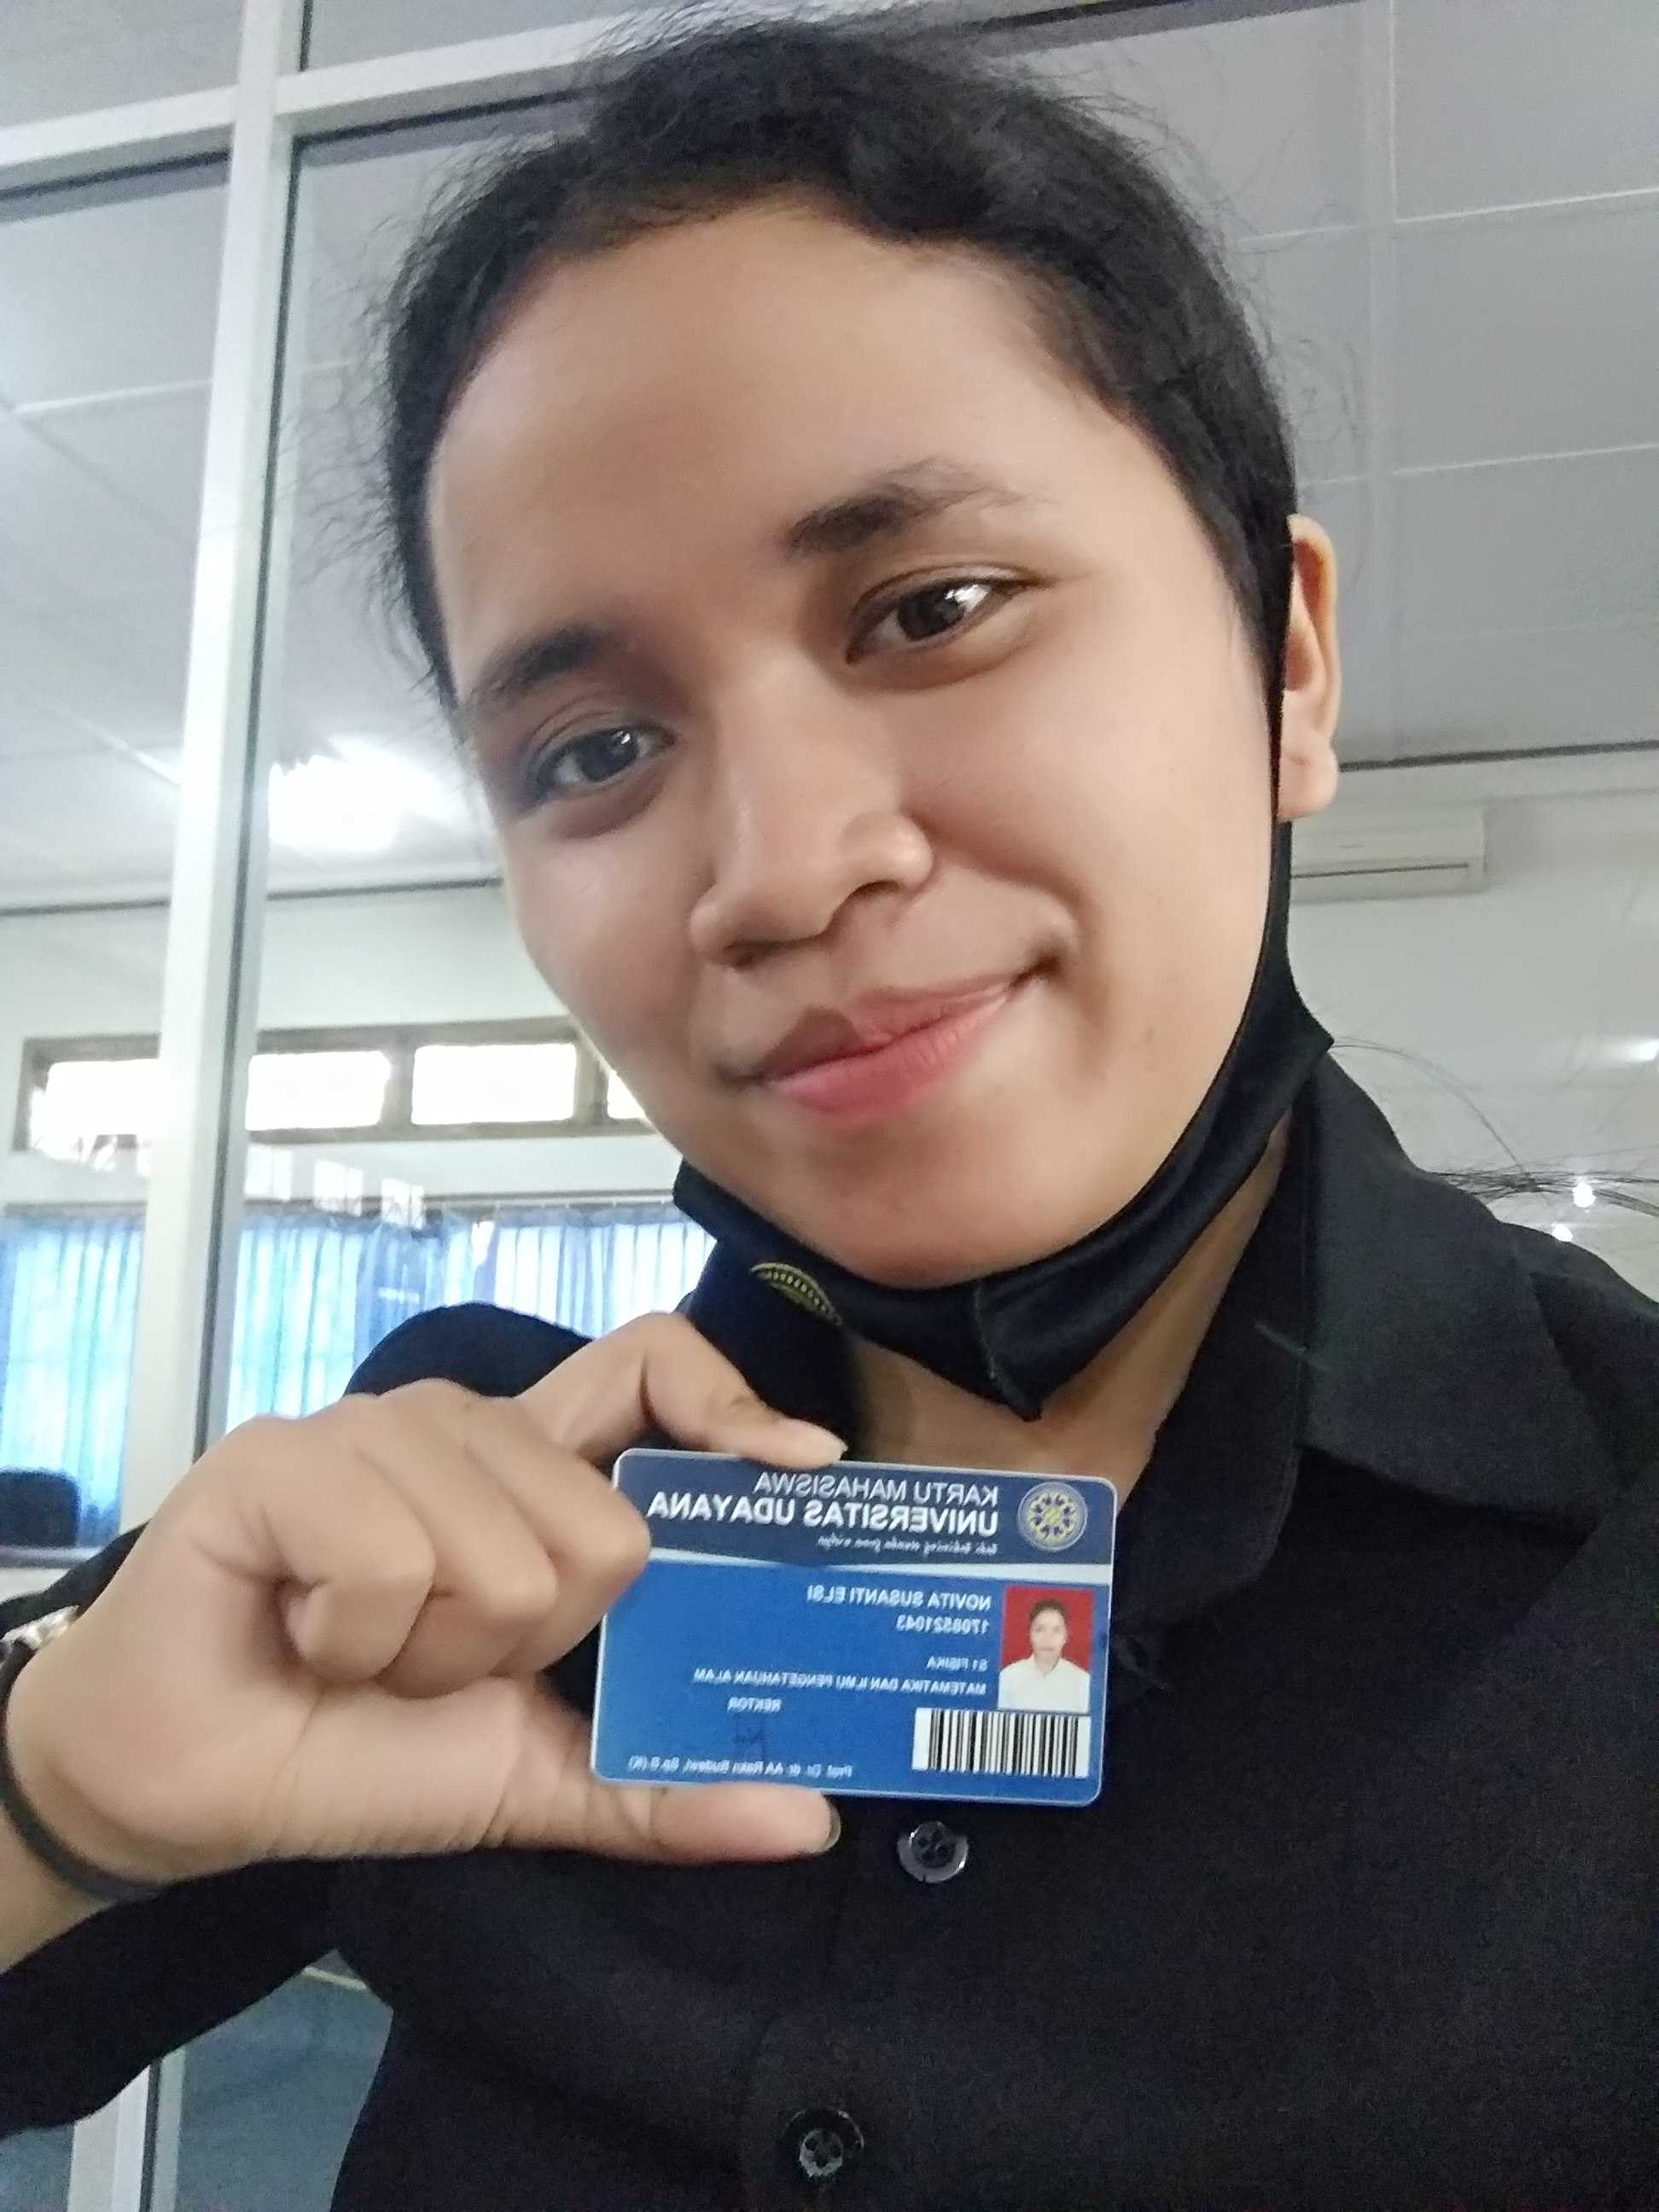 KARTU MAHASISWA
UNIVERSITAS UDAYANA
NOVITA SUSANTI ELSI
1708521043
S1 FISIKA
MATEMATIKA DAN ILMU PENGETAHUAN ALAM
REKTOR
Prof. Dr. dr. AA Raka Sudewi, Sp.S (K)